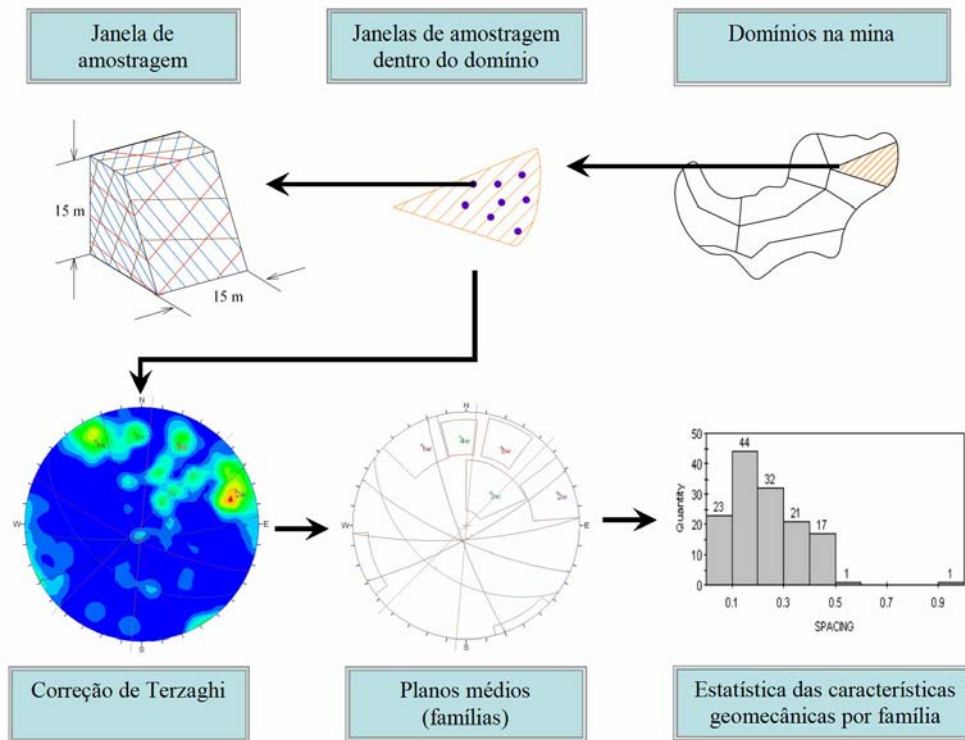 Janela de
amostragem
Janelas de amostragem
dentro do domínio
Domínios na mina
15 m
15 m
N
W
E
S
N
W
E
S
Quantity
50
40
30
20
10
0
23
44
32
21
17
1
1
0.1
0.3
0.5
0.7
0.9
SPACING
Correção de Terzaghi
Planos médios
(famílias)
Estatística das características
geomecânicas por família